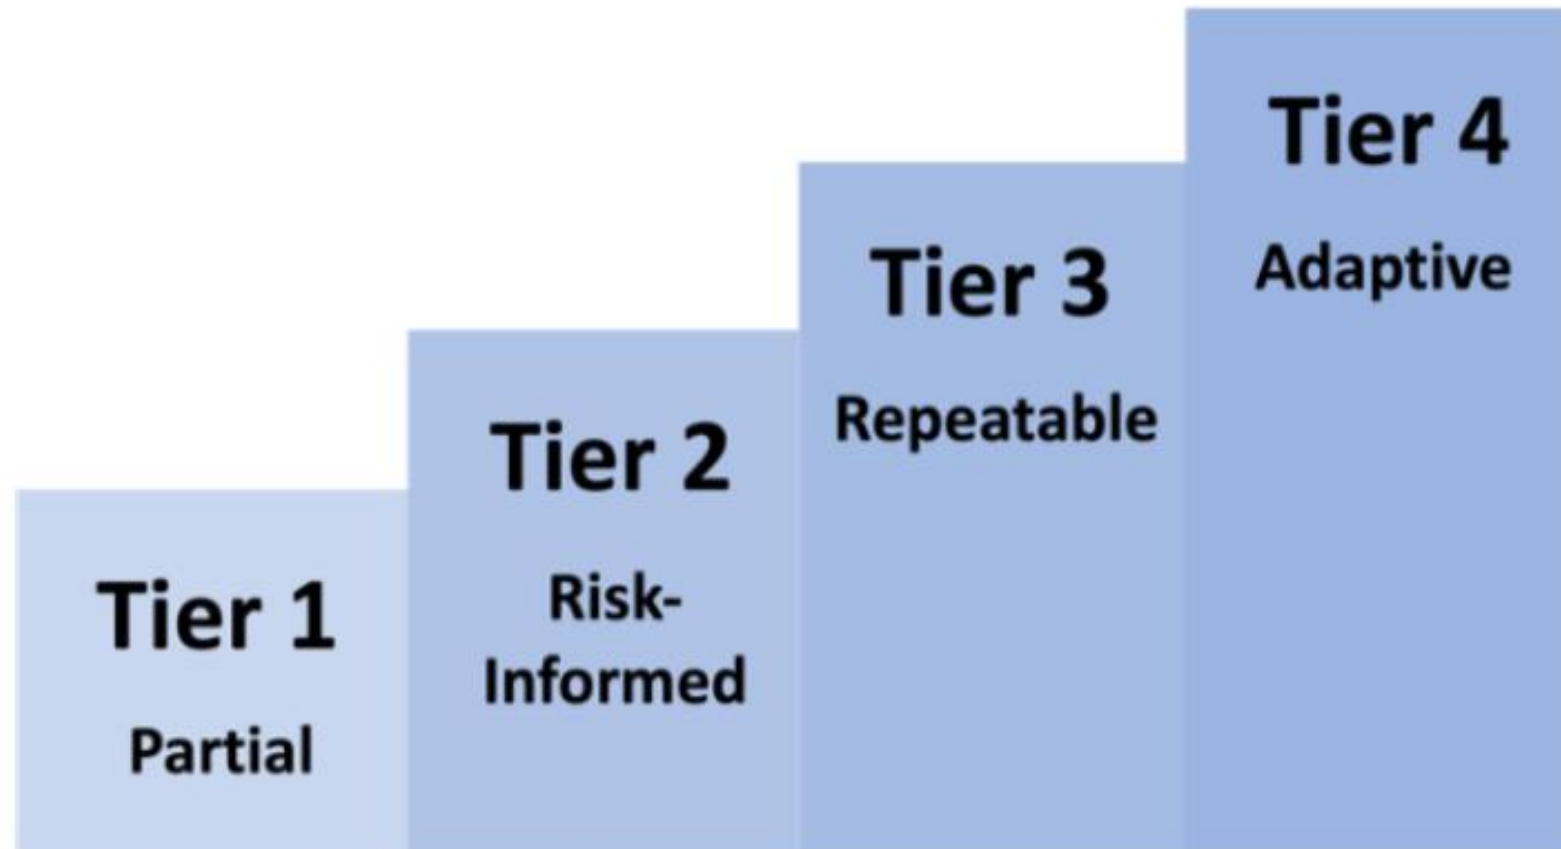 Tier 1
Partial
Tier 2
Risk-
Informed
Tier 3
Repeatable
Tier 4
Adaptive